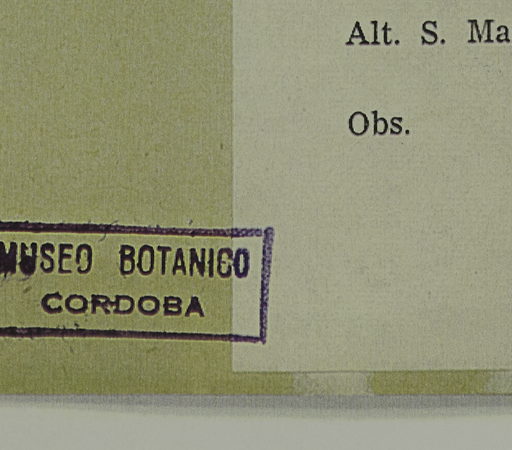 Alt. S. Ma
Obs.
MUSEO BOTANICO
CORDOBA